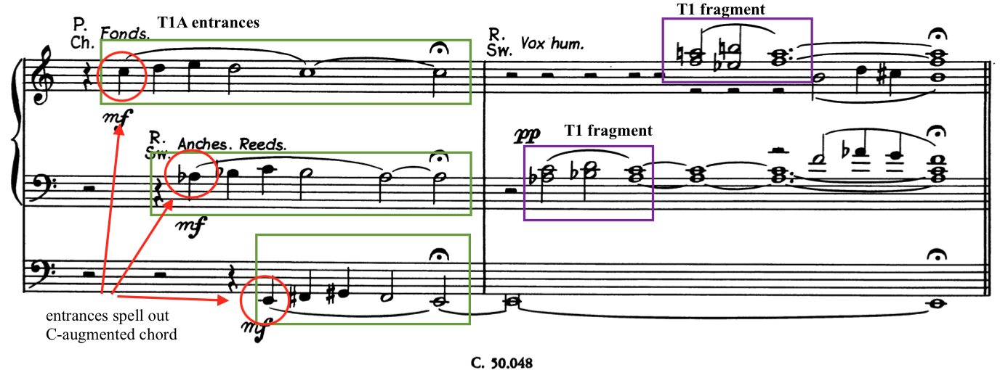 T1A entrances
P.
Ch. Fonds.
mf
R.
Sw. Anches. Reeds.
mf
mf
entrances spell out
C-augmented chord
T1 fragment
R.
Sw. Vox hum.
pp
T1 fragment
C. 50.048